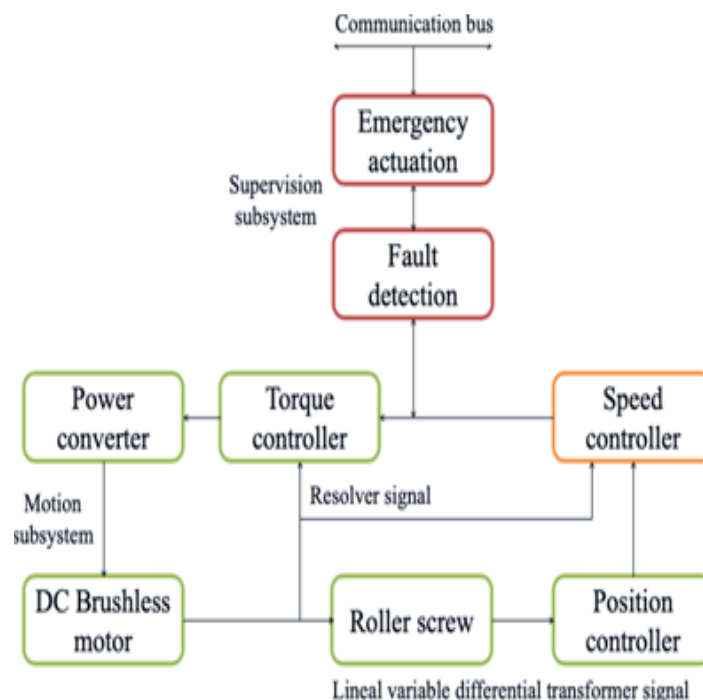 Communication bus
Emergency
actuation
Supervision
subsystem
Fault
detection
Power
converter
Torque
controller
Speed
controller
Motion
subsystem
Resolver signal
DC Brushless
motor
Roller screw
Position
controller
Lineal variable differential transformer signal